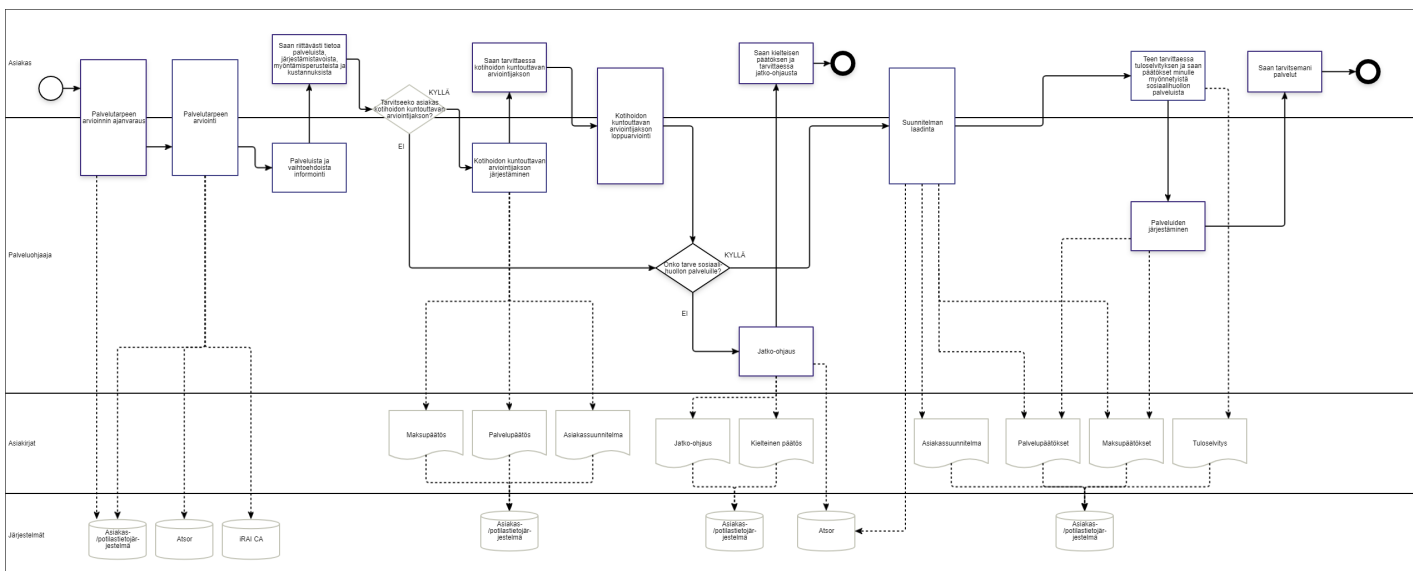 Asiakas
Palvelutarpeen
arvioinnin ajanvaraus
Palvelutarpeen
arviointi
Saan riittävästi tietoa
palveluista,
järjestämistavoista,
myöntämisperusteista ja
kustannuksista
Palveluista ja
vaihtoehdoista
informointi
Tarvitseeko asiakas
kotihoidon kuntouttavan
arviointijakson?
KYLLÄ
EI
Saan tarvittaessa
kotihoidon kuntouttavan
arviointijakson
Kotihoidon kuntouttavan
arviointijakson
järjestäminen
Kotihoidon
kuntouttavan
arviointijakson
loppuarviointi
Saan kielteisen
päätöksen ja
tarvittaessa
jatko-ohjausta
Onko tarve sosiaali-
huollon palveluille?
KYLLÄ
EI
Jatko-ohjaus
Suunnitelman
laadinta
Teen tarvittaessa
tuloselvityksen ja saan
päätökset minulle
myönnetyistä
sosiaalihuollon
palveluista
Palveluiden
järjestäminen
Saan tarvitsemani
palvelut
Palveluohjaaja
Asiakirjat
Maksupäätös
Palvelupäätös
Asiakassuunnitelma
Jatko-ohjaus
Kielteinen päätös
Asiakassuunnitelma
Palvelupäätökset
Maksupäätökset
Tuloselvitys
Järjestelmät
Asiakas-
/potilastietojär-
jestelmä
Atsor
iRAI CA
Asiakas-
/potilastietojär-
jestelmä
Asiakas-
/potilastietojär-
jestelmä
Atsor
Asiakas-
/potilastietojär-
jestelmä